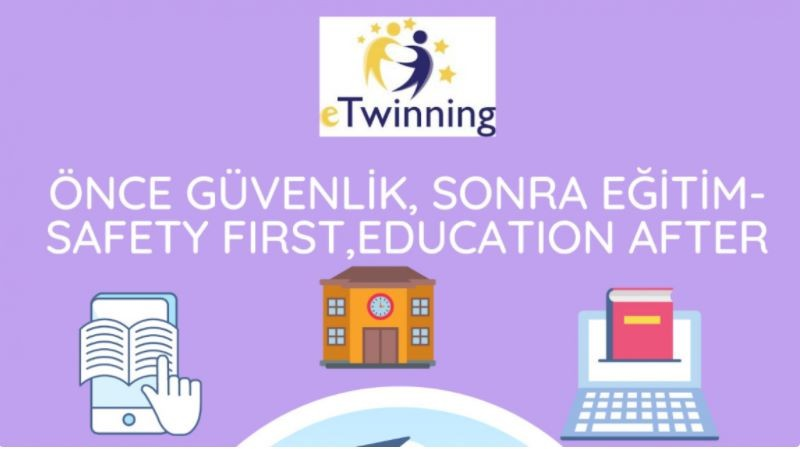 eTwinning
ÖNCE GÜVENLİK, SONRA EĞİTİM-
SAFETY FIRST,EDUCATION AFTER